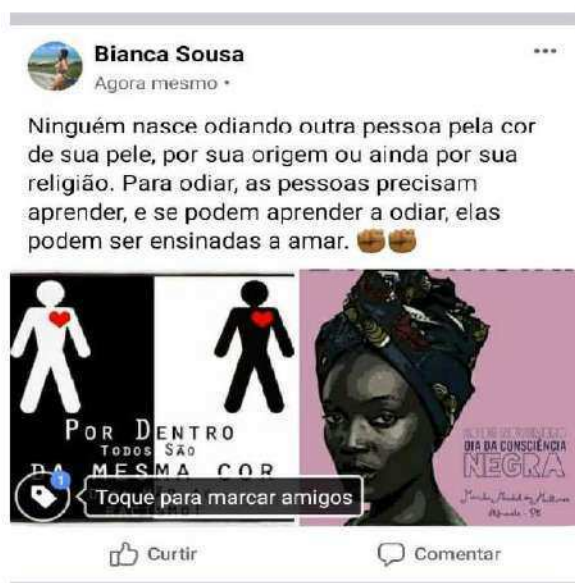 Bianca Sousa
Agora mesmo •
Ninguém nasce odiando outra pessoa pela cor
de sua pele, por sua origem ou ainda por sua
religião. Para odiar, as pessoas precisam
aprender, e se podem aprender a odiar, elas
podem ser ensinadas a amar.
POR DENTRO
TODOS SÃO
DA MESMA COR
1
Toque para marcar amigos
DIA DA CONSCIÊNCIA
NEGRA
Curtir
Comentar